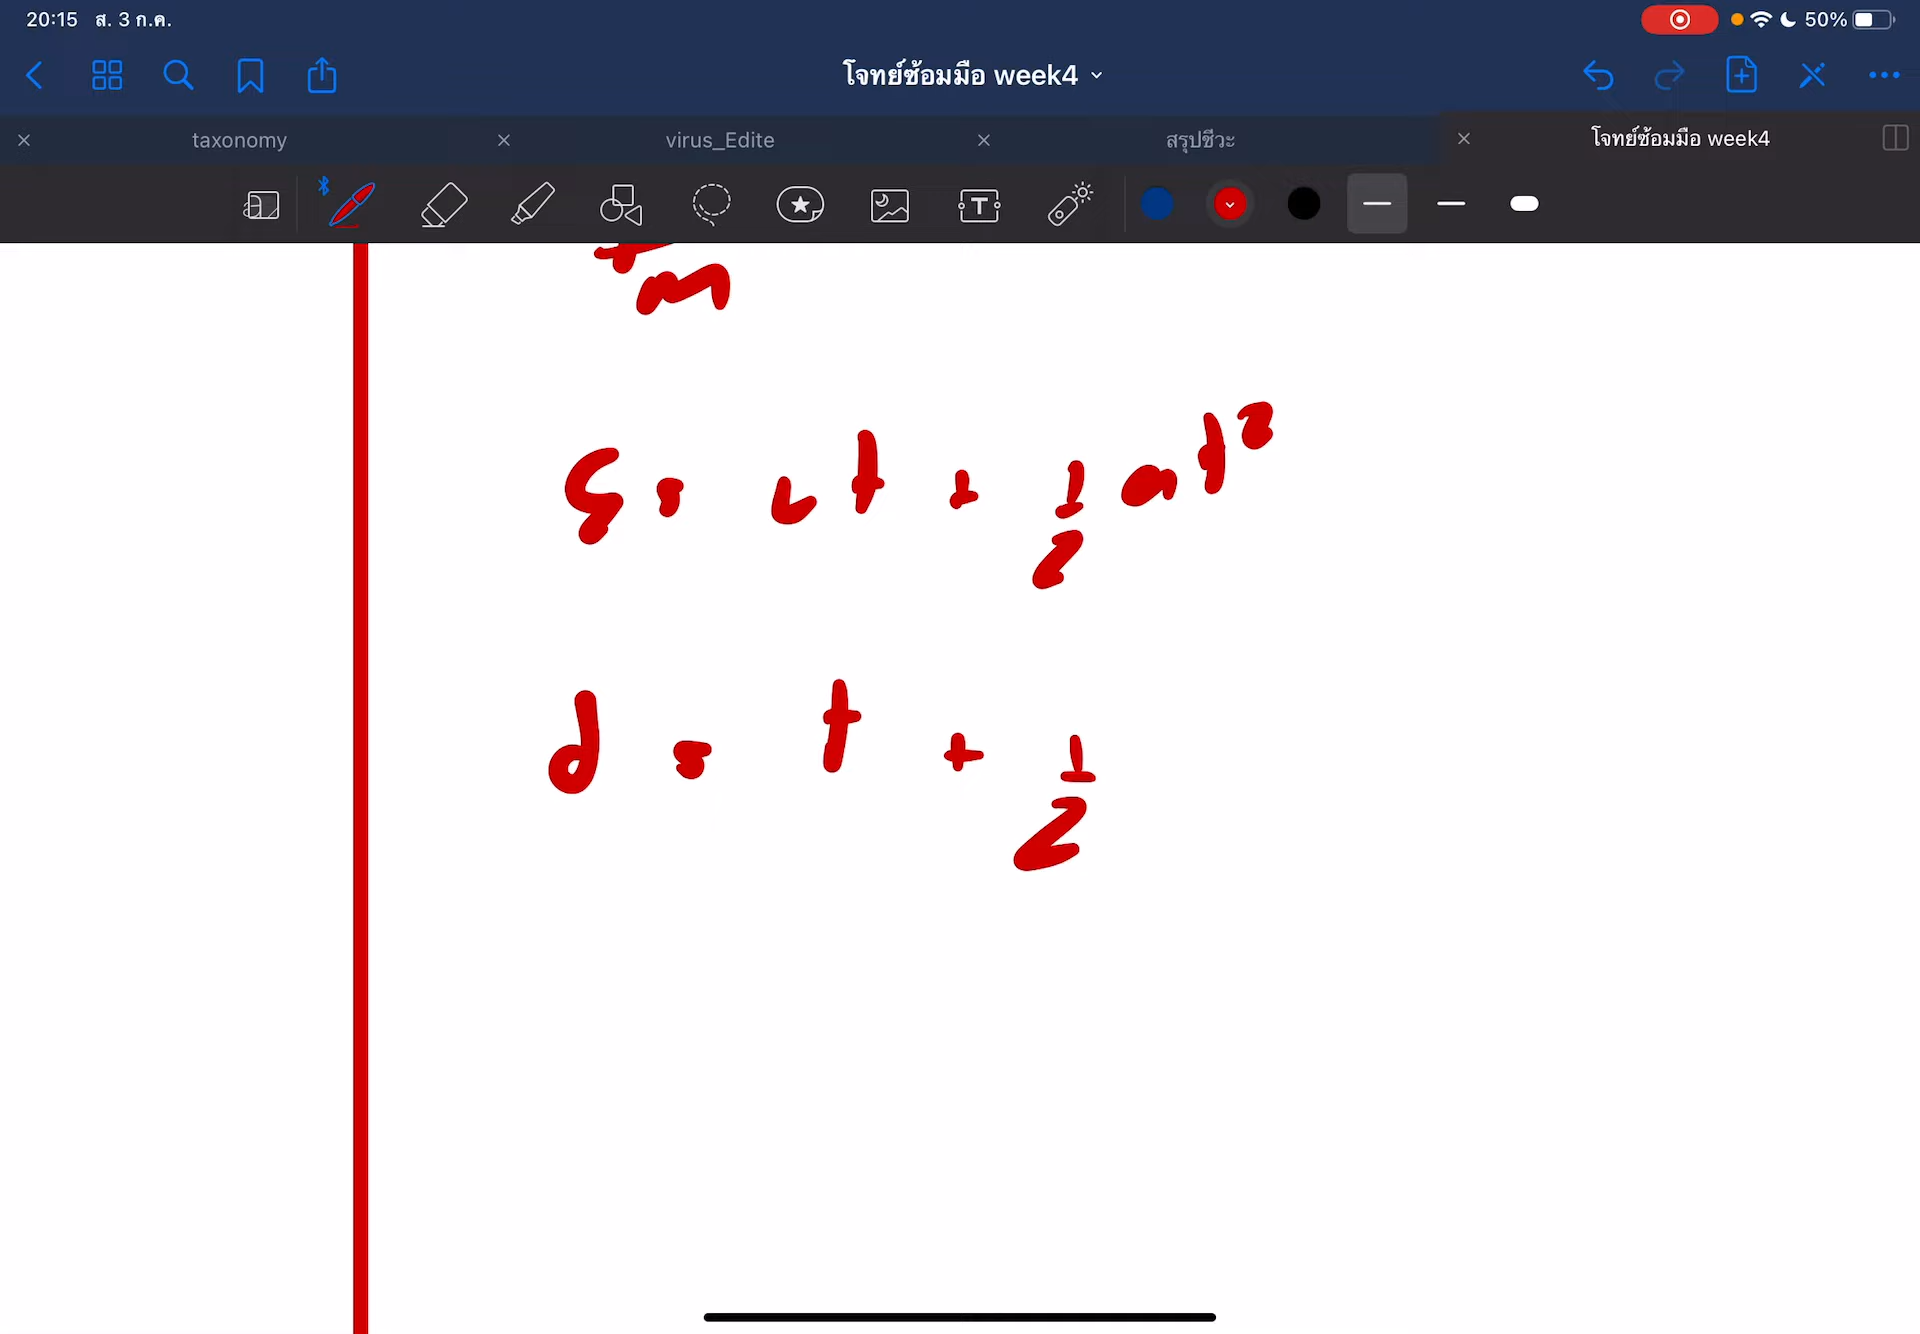 20:15 ส. 3 ก.ค. 50%
โจทย์ซ้อมมือ week4
taxonomy virus_Edite สรุปชีวะ โจทย์ซ้อมมือ week4
m
S = ut + 1/2 at²
d = t + 1/2